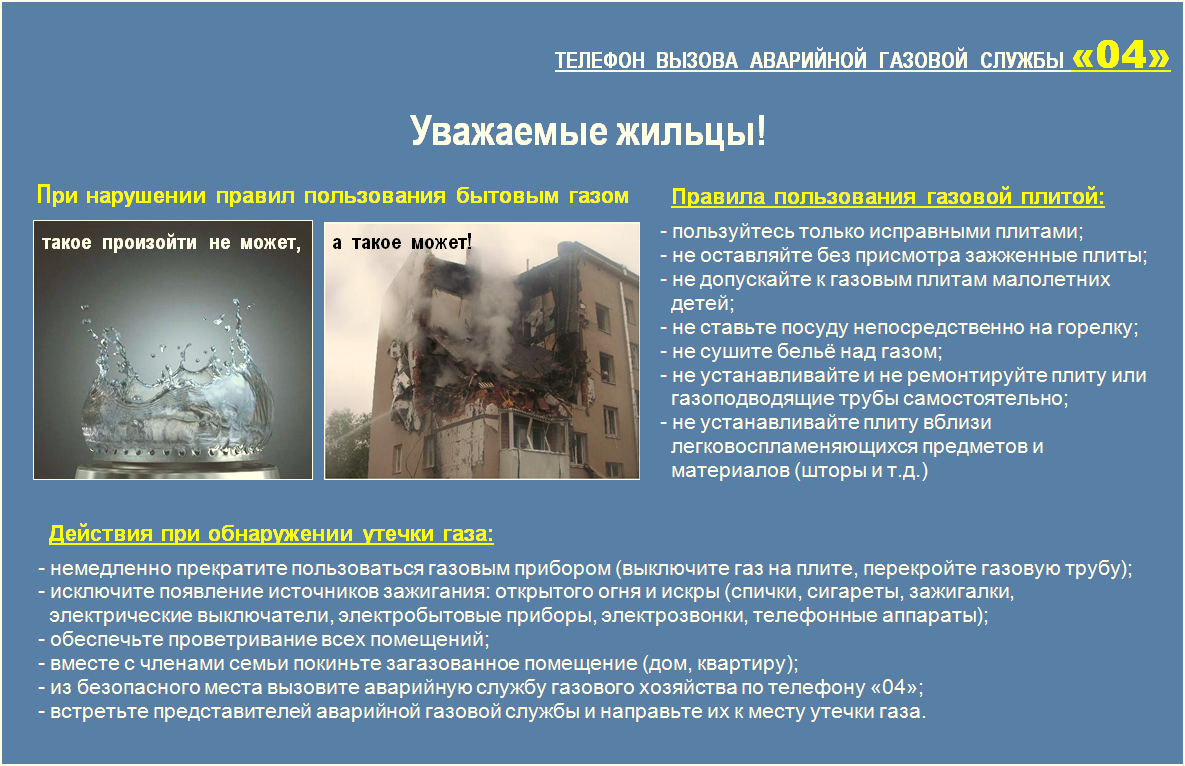 ТЕЛЕФОН ВЫЗОВА АВАРИЙНОЙ ГАЗОВОЙ СЛУЖБЫ «04»
Уважаемые жильцы!
При нарушении правил пользования бытовым газом
такое произойти не может,
а такое может!
Правила пользования газовой плитой:
- пользуйтесь только исправными плитами;
- не оставляйте без присмотра зажженные плиты;
- не допускайте к газовым плитам малолетних
детей;
- не ставьте посуду непосредственно на горелку;
- не сушите бельё над газом;
- не устанавливайте и не ремонтируйте плиту или
газоподводящие трубы самостоятельно;
- не устанавливайте плиту вблизи
легковоспламеняющихся предметов и
материалов (шторы и т.д.)
Действия при обнаружении утечки газа:
- немедленно прекратите пользоваться газовым прибором (выключите газ на плите, перекройте газовую трубу);
- исключите появление источников зажигания: открытого огня и искры (спички, сигареты, зажигалки,
электрические выключатели, электробытовые приборы, электрозвонки, телефонные аппараты);
- обеспечьте проветривание всех помещений;
- вместе с членами семьи покиньте загазованное помещение (дом, квартиру);
- из безопасного места вызовите аварийную службу газового хозяйства по телефону «04»;
- встретьте представителей аварийной газовой службы и направьте их к месту утечки газа.